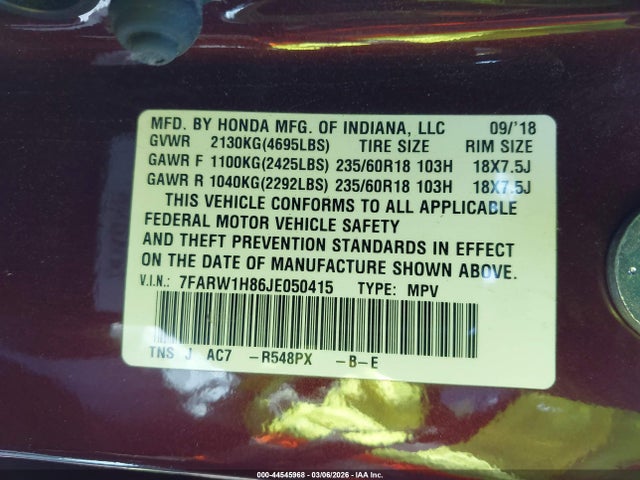 MFD. BY HONDA MFG. OF INDIANA, LLC 09/'18
GVWR 2130KG(4695LBS) TIRE SIZE RIM SIZE
GAWR F 1100KG(2425LBS) 235/60R18 103H 18X7.5J
GAWR R 1040KG(2292LBS) 235/60R18 103H 18X7.5J
THIS VEHICLE CONFORMS TO ALL APPLICABLE
FEDERAL MOTOR VEHICLE SAFETY
AND THEFT PREVENTION STANDARDS IN EFFECT
ON THE DATE OF MANUFACTURE SHOWN ABOVE.
V.I.N.: 7FARW1H86JE050415 TYPE: MPV
TNS J AC7 -R548PX -B-E
000-44545968 - 03/06/2026 - IAA Inc.